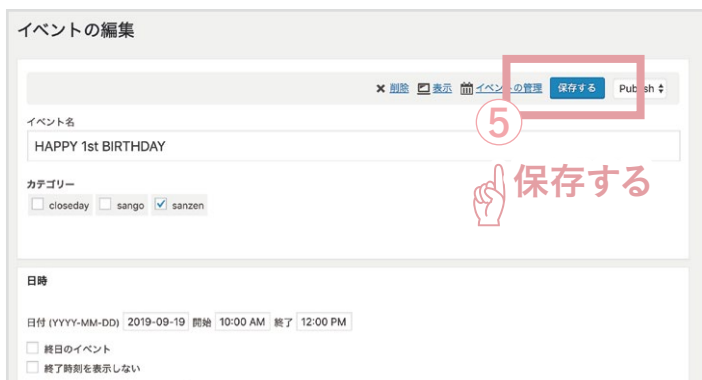 イベントの編集
削除 表示 イベントの管理 保存する Publish
⑤
イベント名
HAPPY 1st BIRTHDAY
保存する
カテゴリー
closeday sango sanzen
日時
日付 (YYYY-MM-DD) 2019-09-19 開始 10:00 AM 終了 12:00 PM
終日のイベント
終了時刻を表示しない